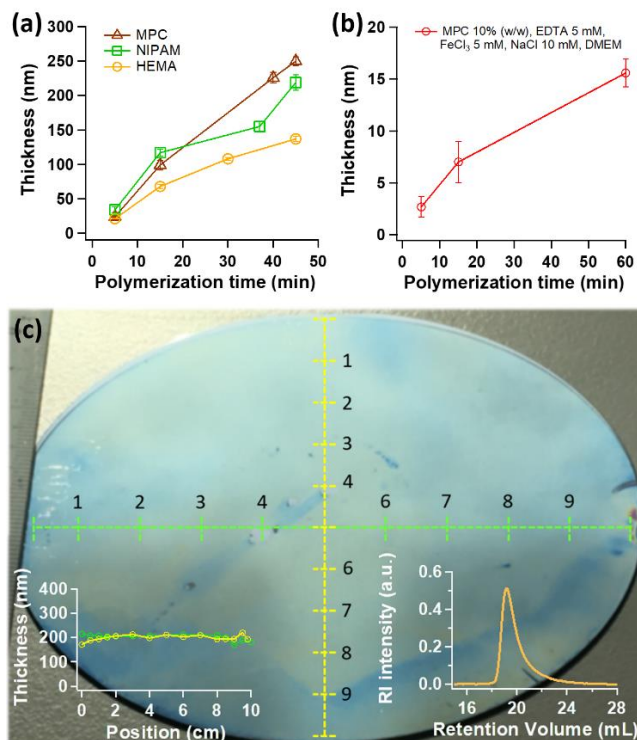 (a)
MPC
NIPAM
HEMA
Thickness (nm)
300
250
200
150
100
50
0
0 10 20 30 40 50
Polymerization time (min)
(b)
MPC 10% (w/w), EDTA 5 mM,
FeCl₃ 5 mM, NaCl 10 mM, DMEM
Thickness (nm)
20
15
10
5
0
0 10 20 30 40 50 60
Polymerization time (min)
(c)
1
2
3
4
6
7
8
9
1 2 3 4 6 7 8 9
Thickness (nm)
400
300
200
100
0
0 2 4 6 8 10
Position (cm)
RI intensity (a.u.)
0.6
0.4
0.2
0.0
16 20 24 28
Retention Volume (mL)